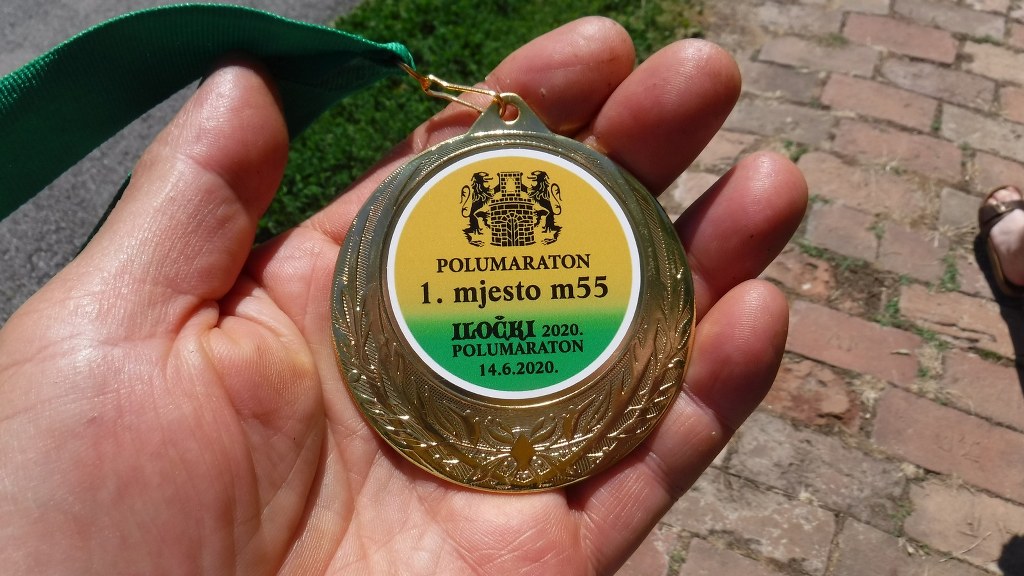 POLUMARATON
1. mjesto m55
ILOČKI 2020.
POLUMARATON
14.6.2020.